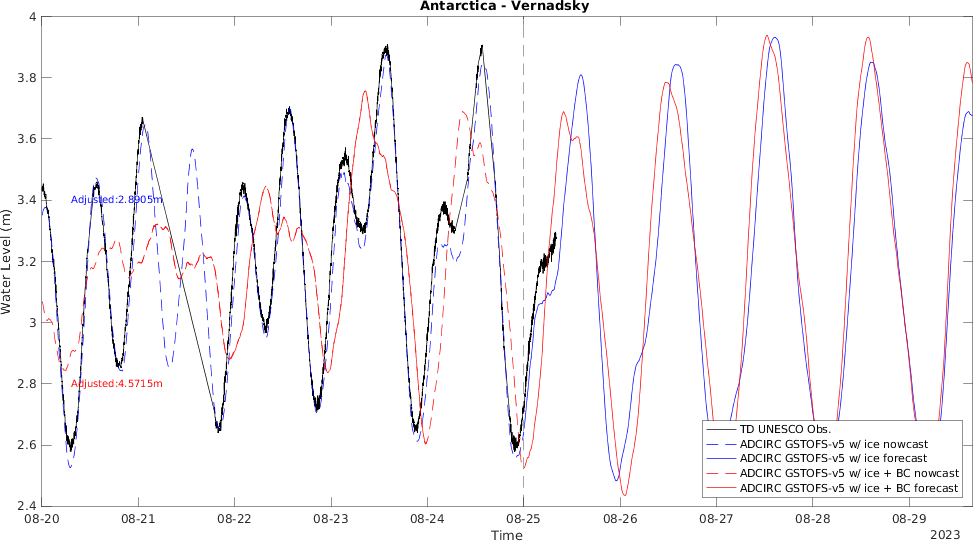 Antarctica - Vernadsky
4
3.8
3.6
3.4
3.2
3
2.8
2.6
2.4
Water Level (m)
Adjusted:2.8905m
Adjusted:4.5715m
TD UNESCO Obs.
ADCIRC GSTOFS-v5 w/ ice nowcast
ADCIRC GSTOFS-v5 w/ ice forecast
ADCIRC GSTOFS-v5 w/ ice + BC nowcast
ADCIRC GSTOFS-v5 w/ ice + BC forecast
08-20 08-21 08-22 08-23 08-24 08-25 08-26 08-27 08-28 08-29
Time
2023